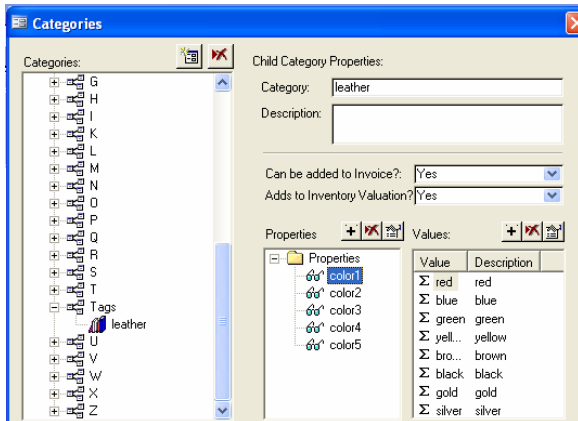 Categories
Categories:
G
H
I
K
L
M
N
O
P
Q
R
S
T
Tags
leather
U
V
W
X
Z
Child Category Properties:
Category: leather
Description:
Can be added to Invoice?: Yes
Adds to Inventory Valuation? Yes
Properties
Properties
color1
color2
color3
color4
color5
Values:
Value Description
Σ red red
Σ blue blue
Σ green green
Σ yell... yellow
Σ bro... brown
Σ black black
Σ gold gold
Σ silver silver